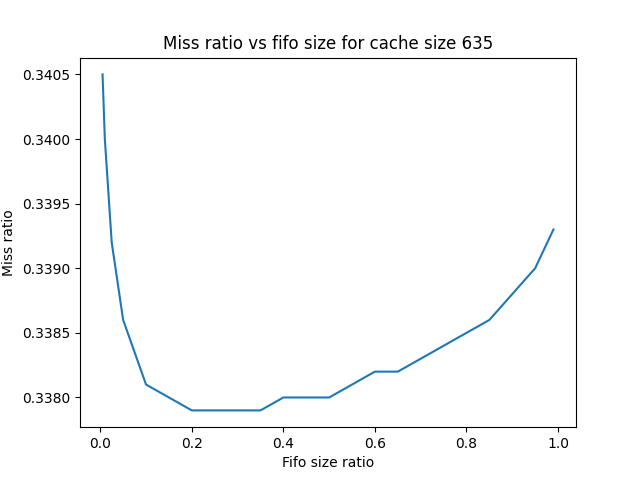 Miss ratio vs fifo size for cache size 635
Miss ratio
0.3405
0.3400
0.3395
0.3390
0.3385
0.3380
0.0 0.2 0.4 0.6 0.8 1.0
Fifo size ratio